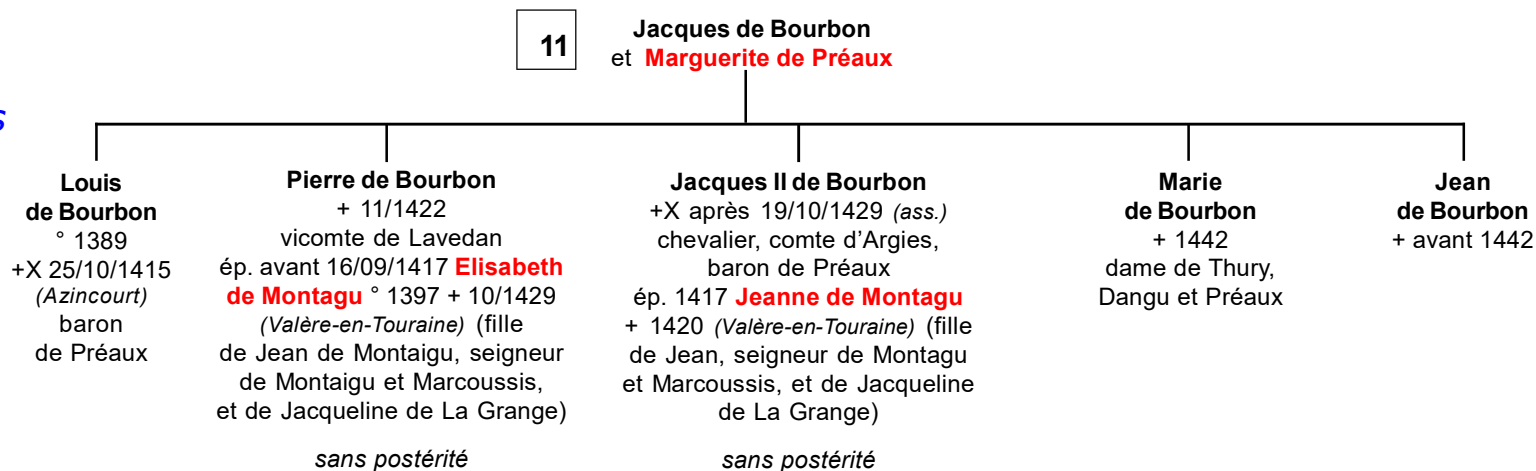 11
Jacques de Bourbon
et Marguerite de Préaux
s
Louis
de Bourbon
° 1389
+X 25/10/1415
(Azincourt)
baron
de Préaux
Pierre de Bourbon
+ 11/1422
vicomte de Lavedan
ép. avant 16/09/1417 Elisabeth
de Montagu ° 1397 + 10/1429
(Valère-en-Touraine) (fille
de Jean de Montaigu, seigneur
de Montaigu et Marcoussis,
et de Jacqueline de La Grange)
sans postérité
Jacques II de Bourbon
+X après 19/10/1429 (ass.)
chevalier, comte d'Argies,
baron de Préaux
ép. 1417 Jeanne de Montagu
+ 1420 (Valère-en-Touraine) (fille
de Jean, seigneur de Montagu
et Marcoussis, et de Jacqueline
de La Grange)
sans postérité
Marie
de Bourbon
+ 1442
dame de Thury,
Dangu et Préaux
Jean
de Bourbon
+ avant 1442